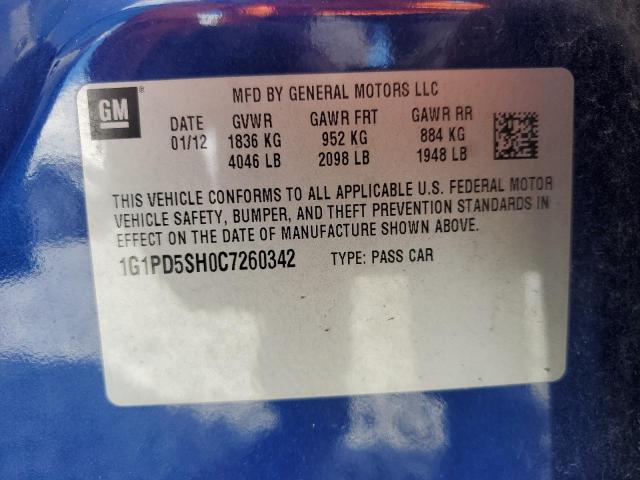 GM ®
MFD BY GENERAL MOTORS LLC
DATE GVWR GAWR FRT GAWR RR
01/12 1836 KG 952 KG 884 KG
4046 LB 2098 LB 1948 LB
THIS VEHICLE CONFORMS TO ALL APPLICABLE U.S. FEDERAL MOTOR
VEHICLE SAFETY, BUMPER, AND THEFT PREVENTION STANDARDS IN
EFFECT ON THE DATE OF MANUFACTURE SHOWN ABOVE.
1G1PD5SH0C7260342 TYPE: PASS CAR